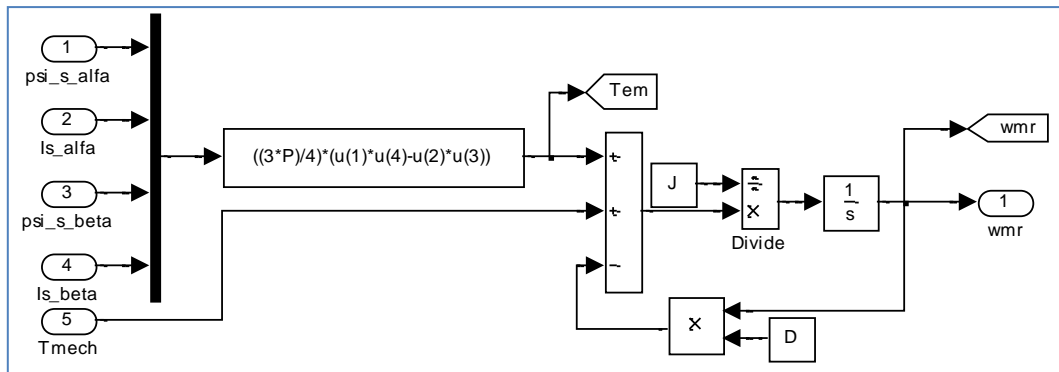 1
psi_s_alfa
2
Is_alfa
3
psi_s_beta
4
Is_beta
5
Tmech
((3*P)/4)*(u(1)*u(4)-u(2)*u(3))
Tem
+
+
−
J
÷
×
Divide
1
s
wmr
1
wmr
×
D